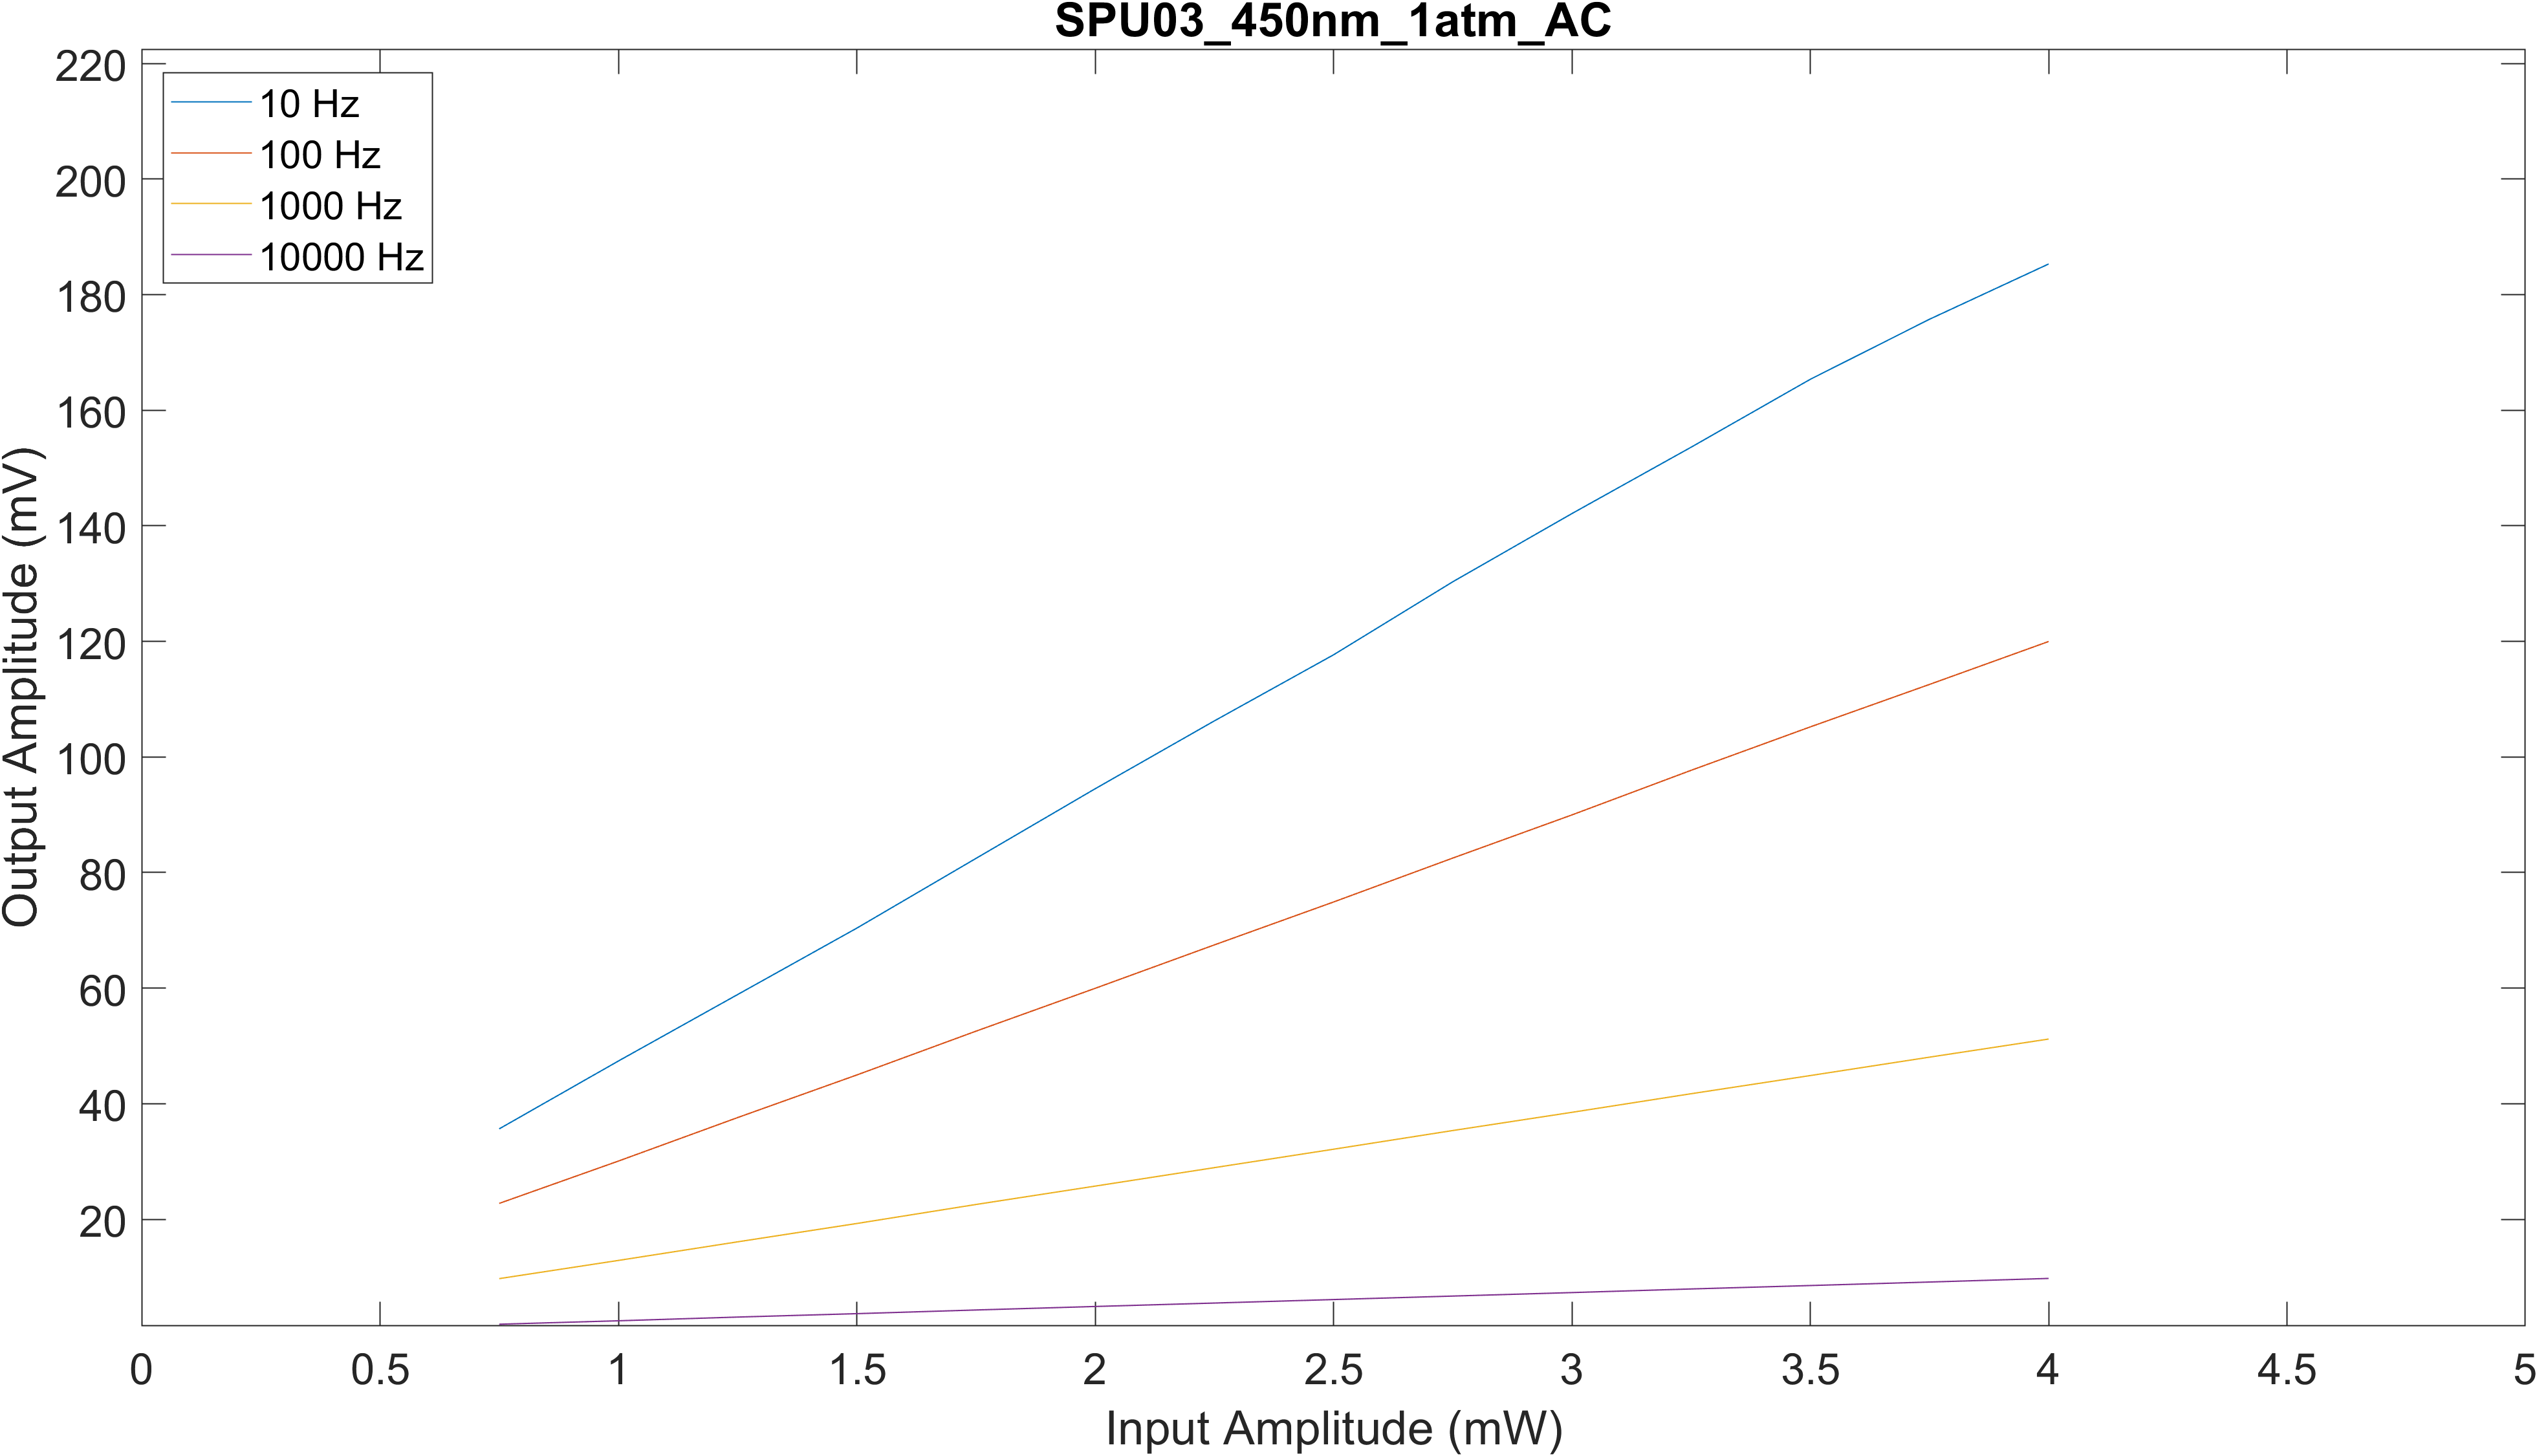 SPU03_450nm_1atm_AC
10 Hz
100 Hz
1000 Hz
10000 Hz
220
200
180
160
140
120
100
80
60
40
20
Output Amplitude (mV)
0 0.5 1 1.5 2 2.5 3 3.5 4 4.5 5
Input Amplitude (mW)